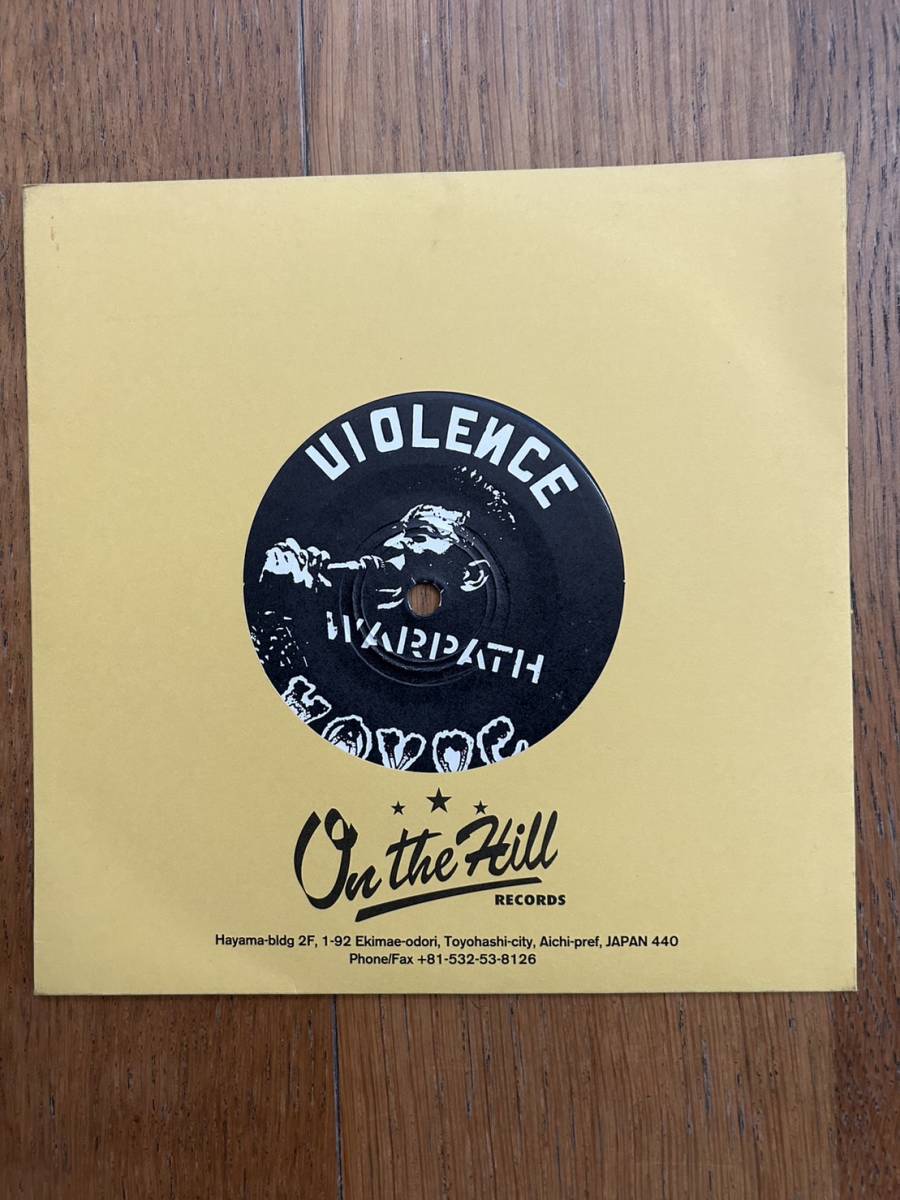 VIOLENCE
WARPATH
On the Hill
RECORDS
Hayama-bldg 2F, 1-92 Ekimae-odori, Toyohashi-city, Aichi-pref, JAPAN 440
Phone/Fax +81-532-53-8126